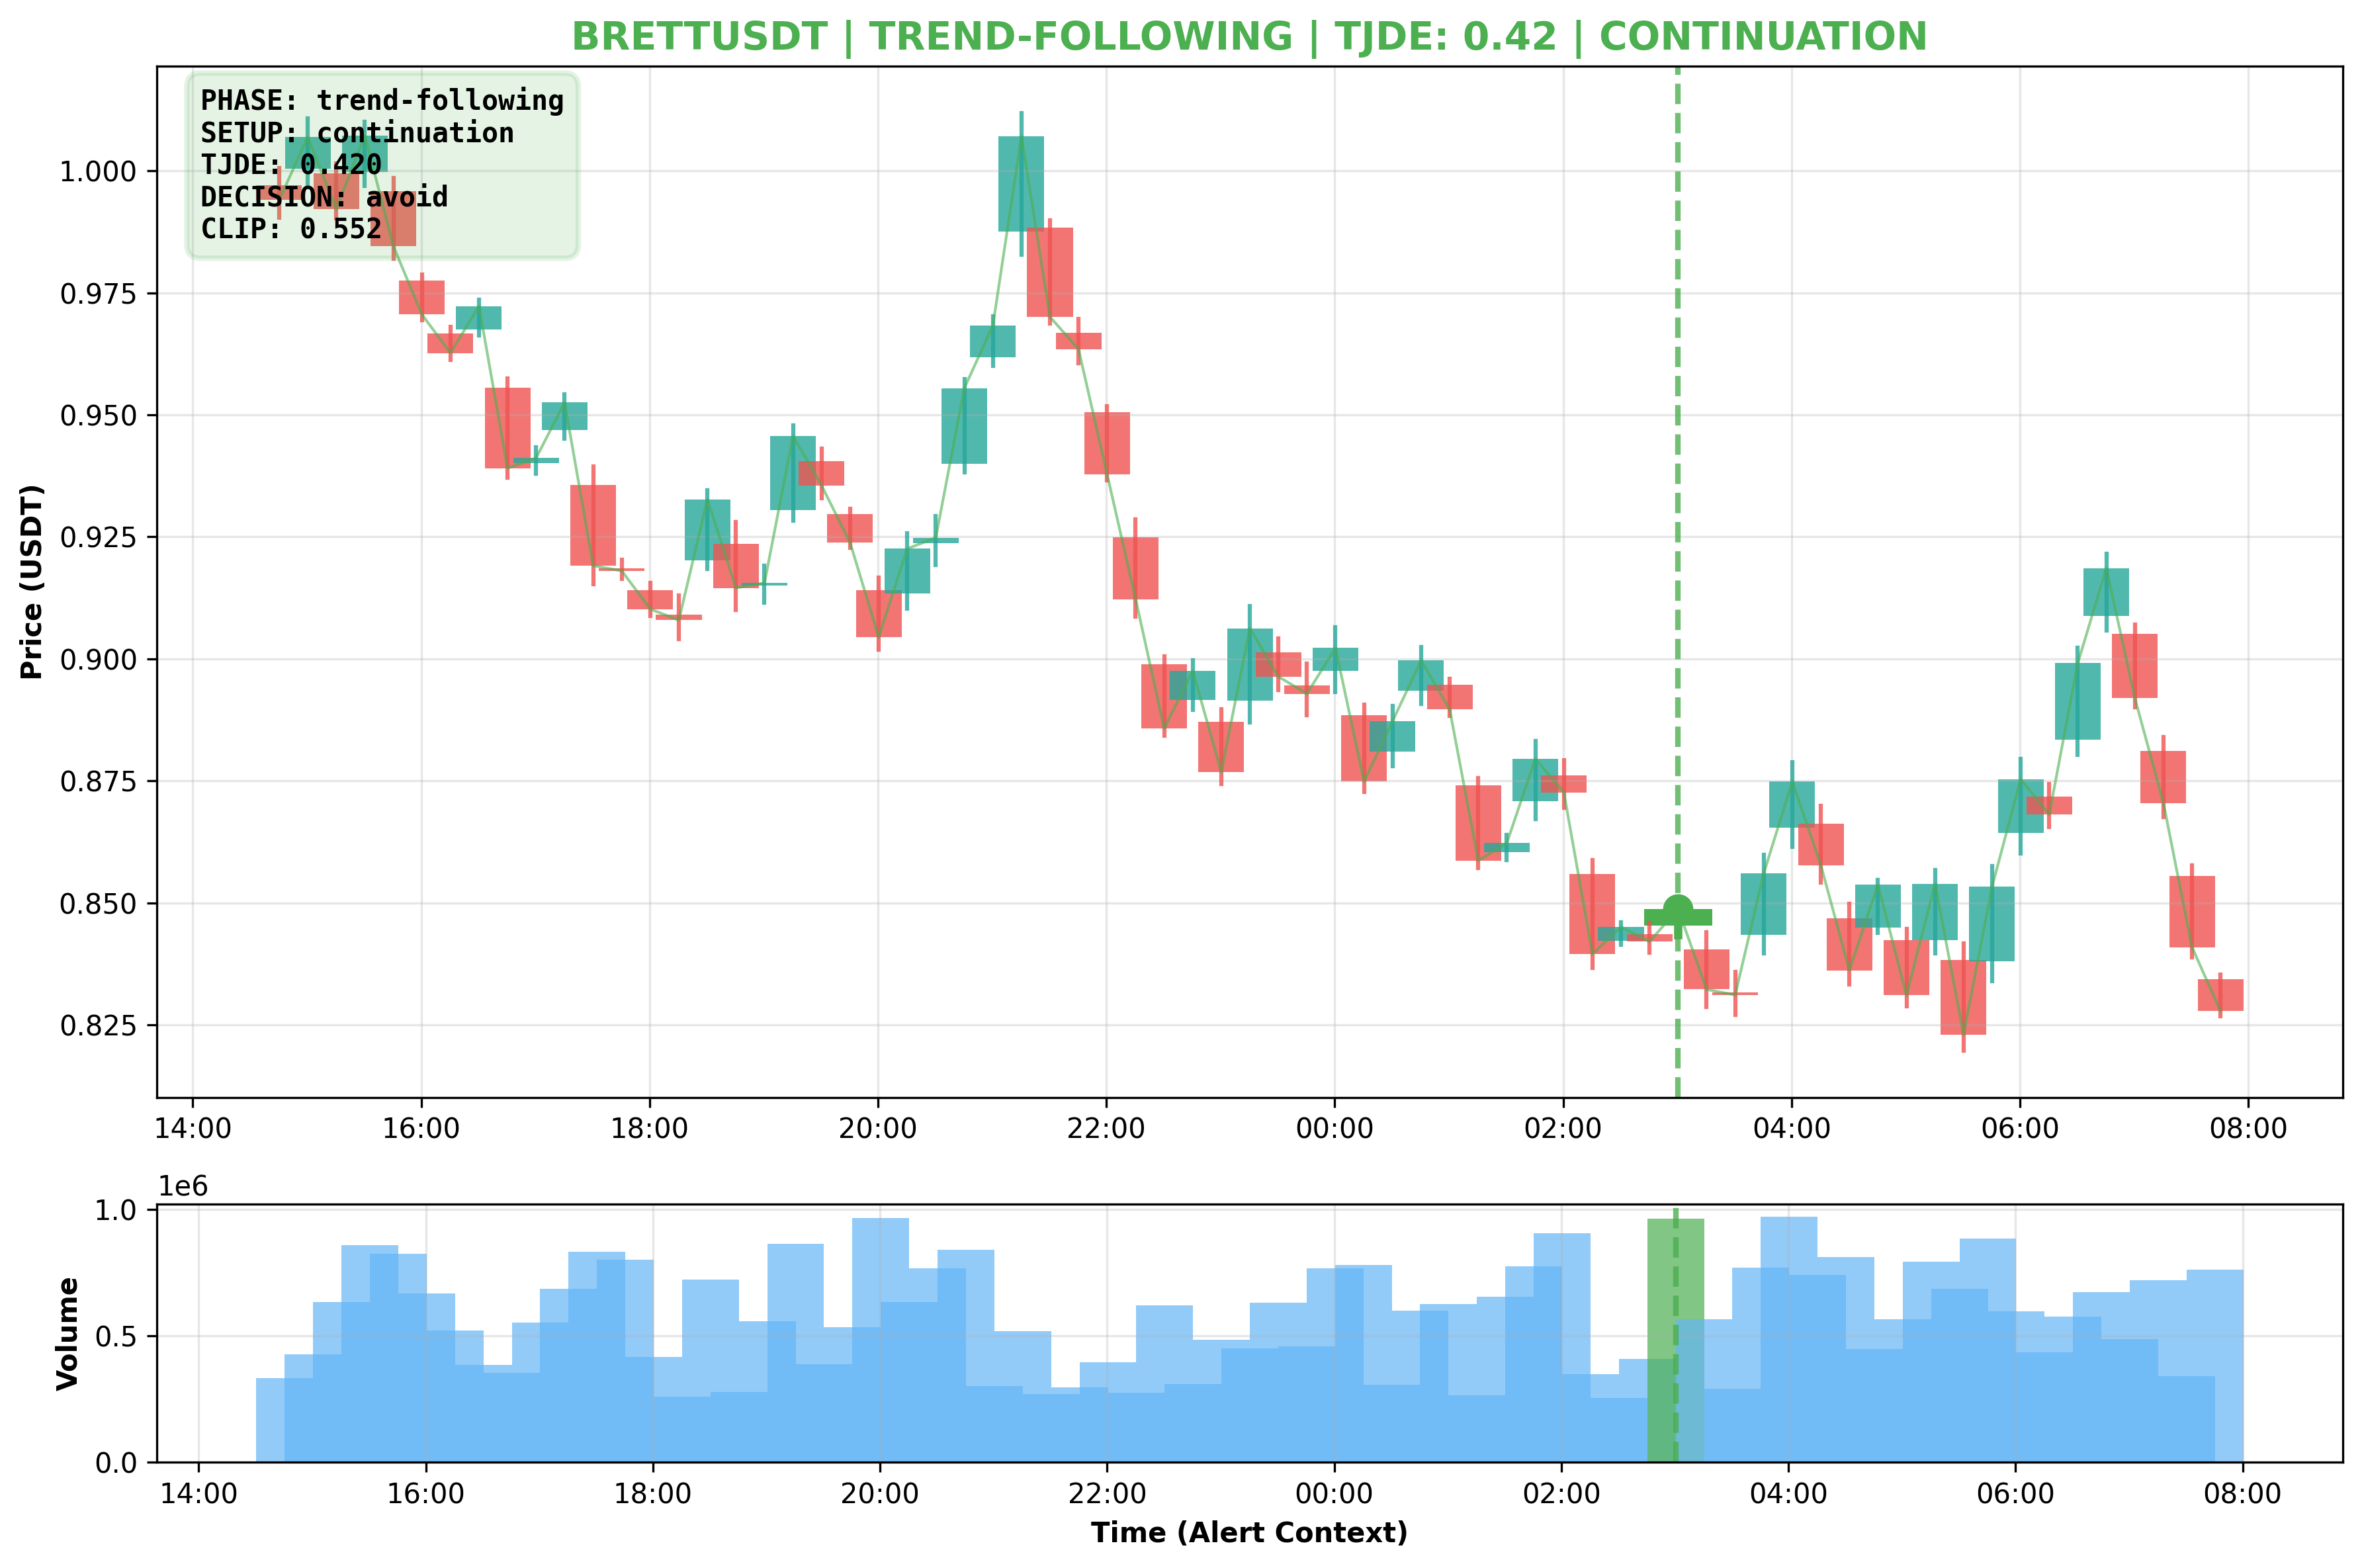 BRETTUSDT | TREND-FOLLOWING | TJDE: 0.42 | CONTINUATION
PHASE: trend-following
SETUP: continuation
TJDE: 0.420
DECISION: avoid
CLIP: 0.552
Price (USDT)
1.000
0.975
0.950
0.925
0.900
0.875
0.850
0.825
14:00 16:00 18:00 20:00 22:00 00:00 02:00 04:00 06:00 08:00
1e6
Volume
1.0
0.5
0.0
14:00 16:00 18:00 20:00 22:00 00:00 02:00 04:00 06:00 08:00
Time (Alert Context)